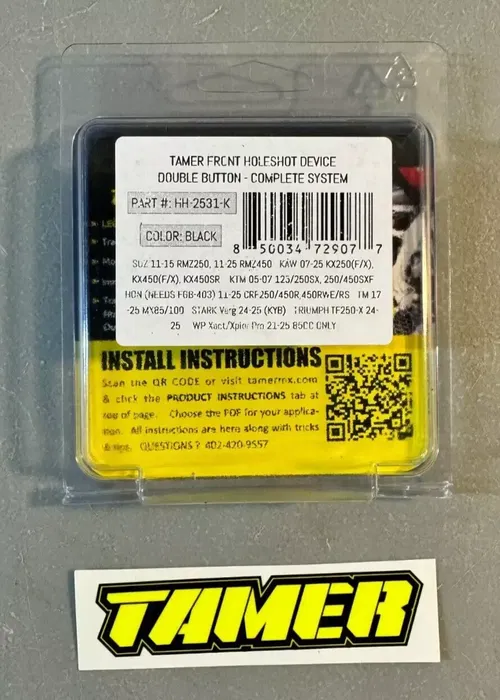 TAMER FRONT HOLESHOT DEVICE
DOUBLE BUTTON - COMPLETE SYSTEM
PART #: HH-2531-K
COLOR: BLACK
8 50034 72907 7
SUZ 11-15 RMZ250, 11-25 RMZ450 KAW 07-25 KX250(F/X),
KX450(F/X), KX450SR KTM 05-07 125/250SX, 250/450SXF
HON (NEEDS FGB-403) 11-25 CRF250/450R,450RWE/RS TM 17
-25 MX85/100 STARK Varg 24-25 (KYB) TRIUMPH TF250-X 24-
25 WP Xact/Xplor Pro 21-25 85CC ONLY
INSTALL INSTRUCTIONS
Scan the QR CODE or visit tamermx.com
& click the PRODUCT INSTRUCTIONS tab at
top of page. Choose the PDF for your applica-
tion. All instructions are here along with tricks
& tips. QUESTIONS? 402-420-9557
TAMER